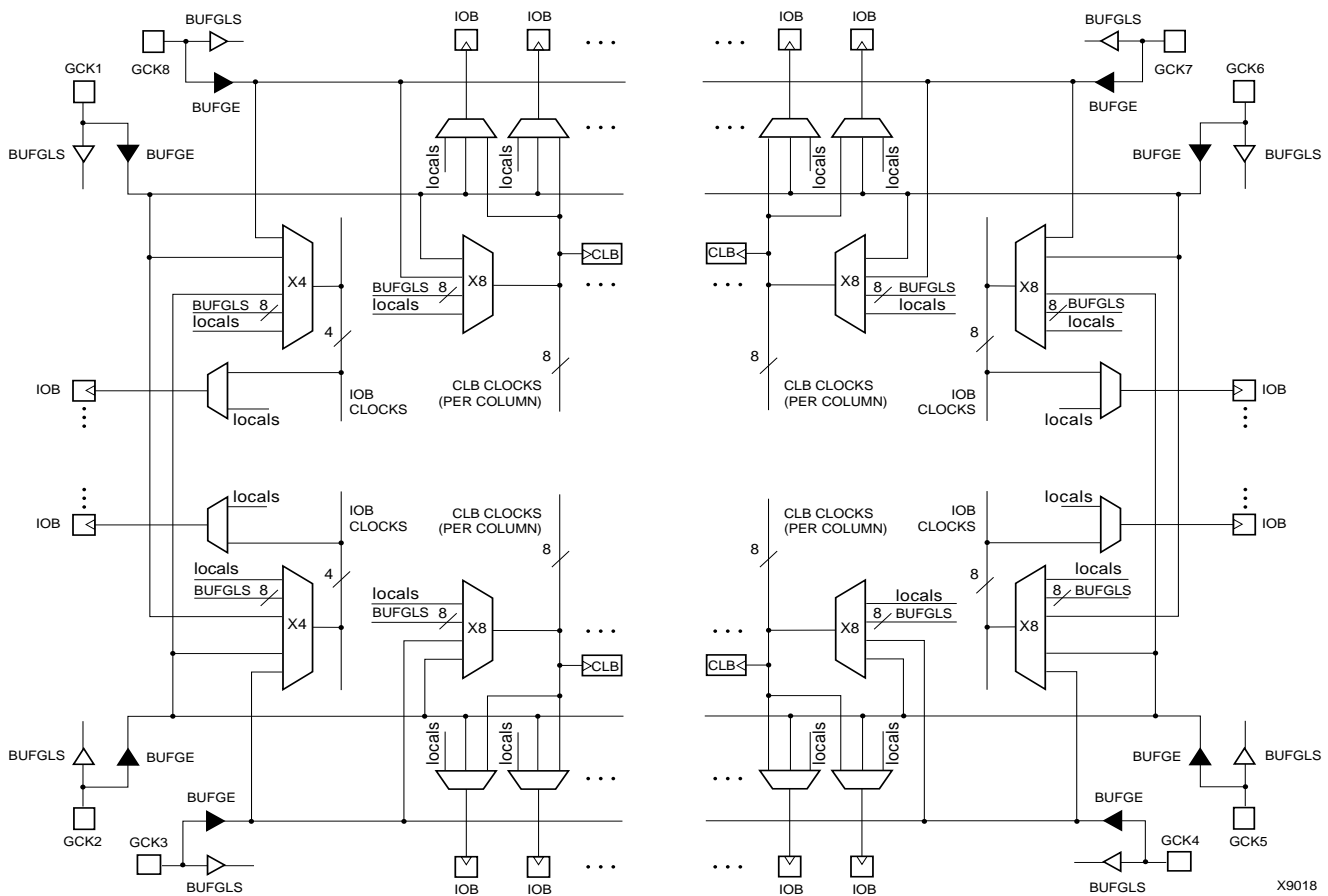 BUFGLS
IOB
IOB
BUFGLS
GCK8
GCK7
GCK1
GCK6
BUFGE
BUFGE
BUFGLS
BUFGE
BUFGE
BUFGLS
locals
locals
locals
locals
CLB
CLB
X4
X8
X8
X8
BUFGLS 8
locals
BUFGLS 8
locals
8 BUFGLS
locals
8 BUFGLS
locals
4
8
8
8
IOB
IOB CLOCKS
CLB CLOCKS
(PER COLUMN)
CLB CLOCKS
(PER COLUMN)
IOB
CLOCKS
IOB
locals
locals
locals
locals
IOB
IOB
CLOCKS
CLB CLOCKS
(PER COLUMN)
CLB CLOCKS
(PER COLUMN)
IOB
CLOCKS
IOB
8
8
4
8
locals
BUFGLS 8
locals
BUFGLS 8
locals
8 BUFGLS
locals
8 BUFGLS
X4
X8
X8
X8
CLB
CLB
locals
locals
locals
locals
BUFGLS
BUFGE
BUFGE
BUFGLS
BUFGE
BUFGE
GCK2
GCK3
GCK4
GCK5
BUFGLS
IOB
IOB
IOB
IOB
BUFGLS
IOB
IOB
X9018